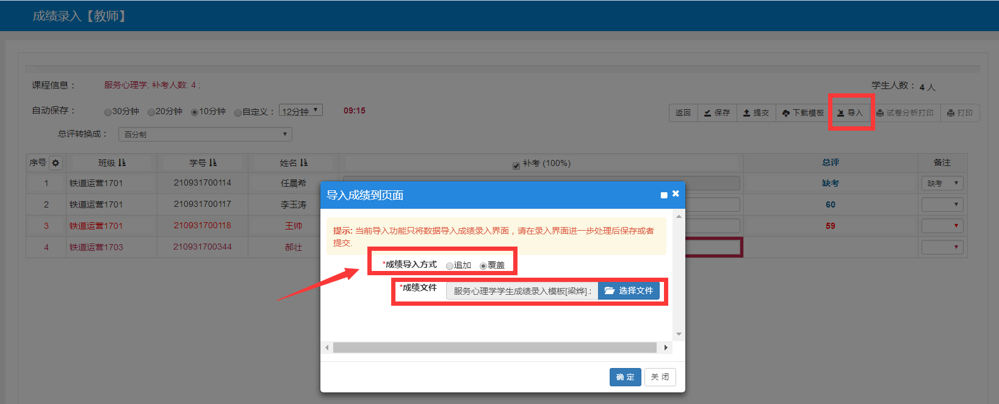 成绩录入【教师】
课程信息： 服务心理学; 补考人数: 4 ; 学生人数： 4 人
自动保存： 30分钟 20分钟 10分钟 自定义： 12分钟 09:15 返回 保存 提交 下载模板 导入 试卷分析打印 打印
总评转换成： 百分制
序号 班级 学号 姓名 补考 (100%) 总评 备注
1 铁道运营1701 210931700114 任晨希 缺考 缺考
2 铁道运营1701 210931700117 李玉涛 60
3 铁道运营1701 210931700118 王帅 59
4 铁道运营1703 210931700344 郝壮
导入成绩到页面
提示: 当前导入功能只将数据导入成绩录入界面，请在录入界面进一步处理后保存或者
提交.
*成绩导入方式 追加 覆盖
*成绩文件 服务心理学学生成绩录入模板[梁烨]. 选择文件
确 定 关 闭